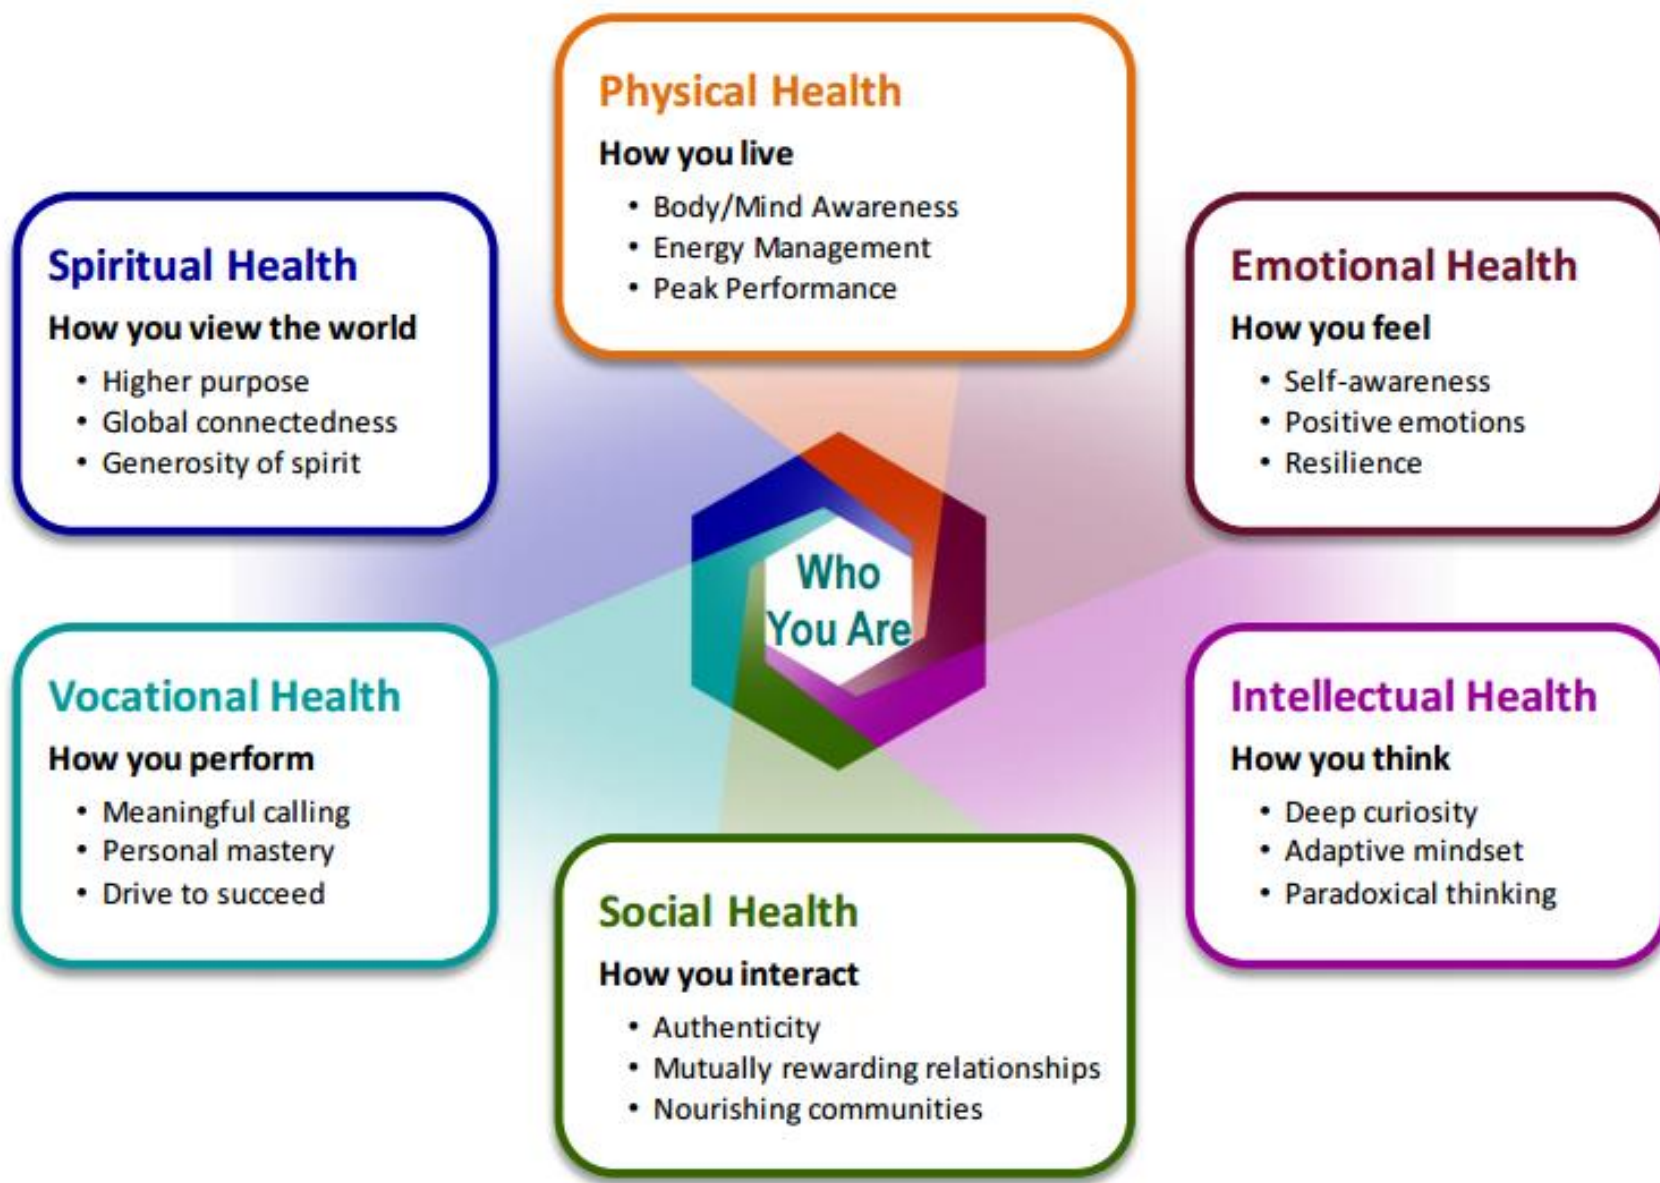 Physical Health
How you live
• Body/Mind Awareness
• Energy Management
• Peak Performance
Spiritual Health
How you view the world
• Higher purpose
• Global connectedness
• Generosity of spirit
Emotional Health
How you feel
• Self-awareness
• Positive emotions
• Resilience
Who
You Are
Vocational Health
How you perform
• Meaningful calling
• Personal mastery
• Drive to succeed
Intellectual Health
How you think
• Deep curiosity
• Adaptive mindset
• Paradoxical thinking
Social Health
How you interact
• Authenticity
• Mutually rewarding relationships
• Nourishing communities